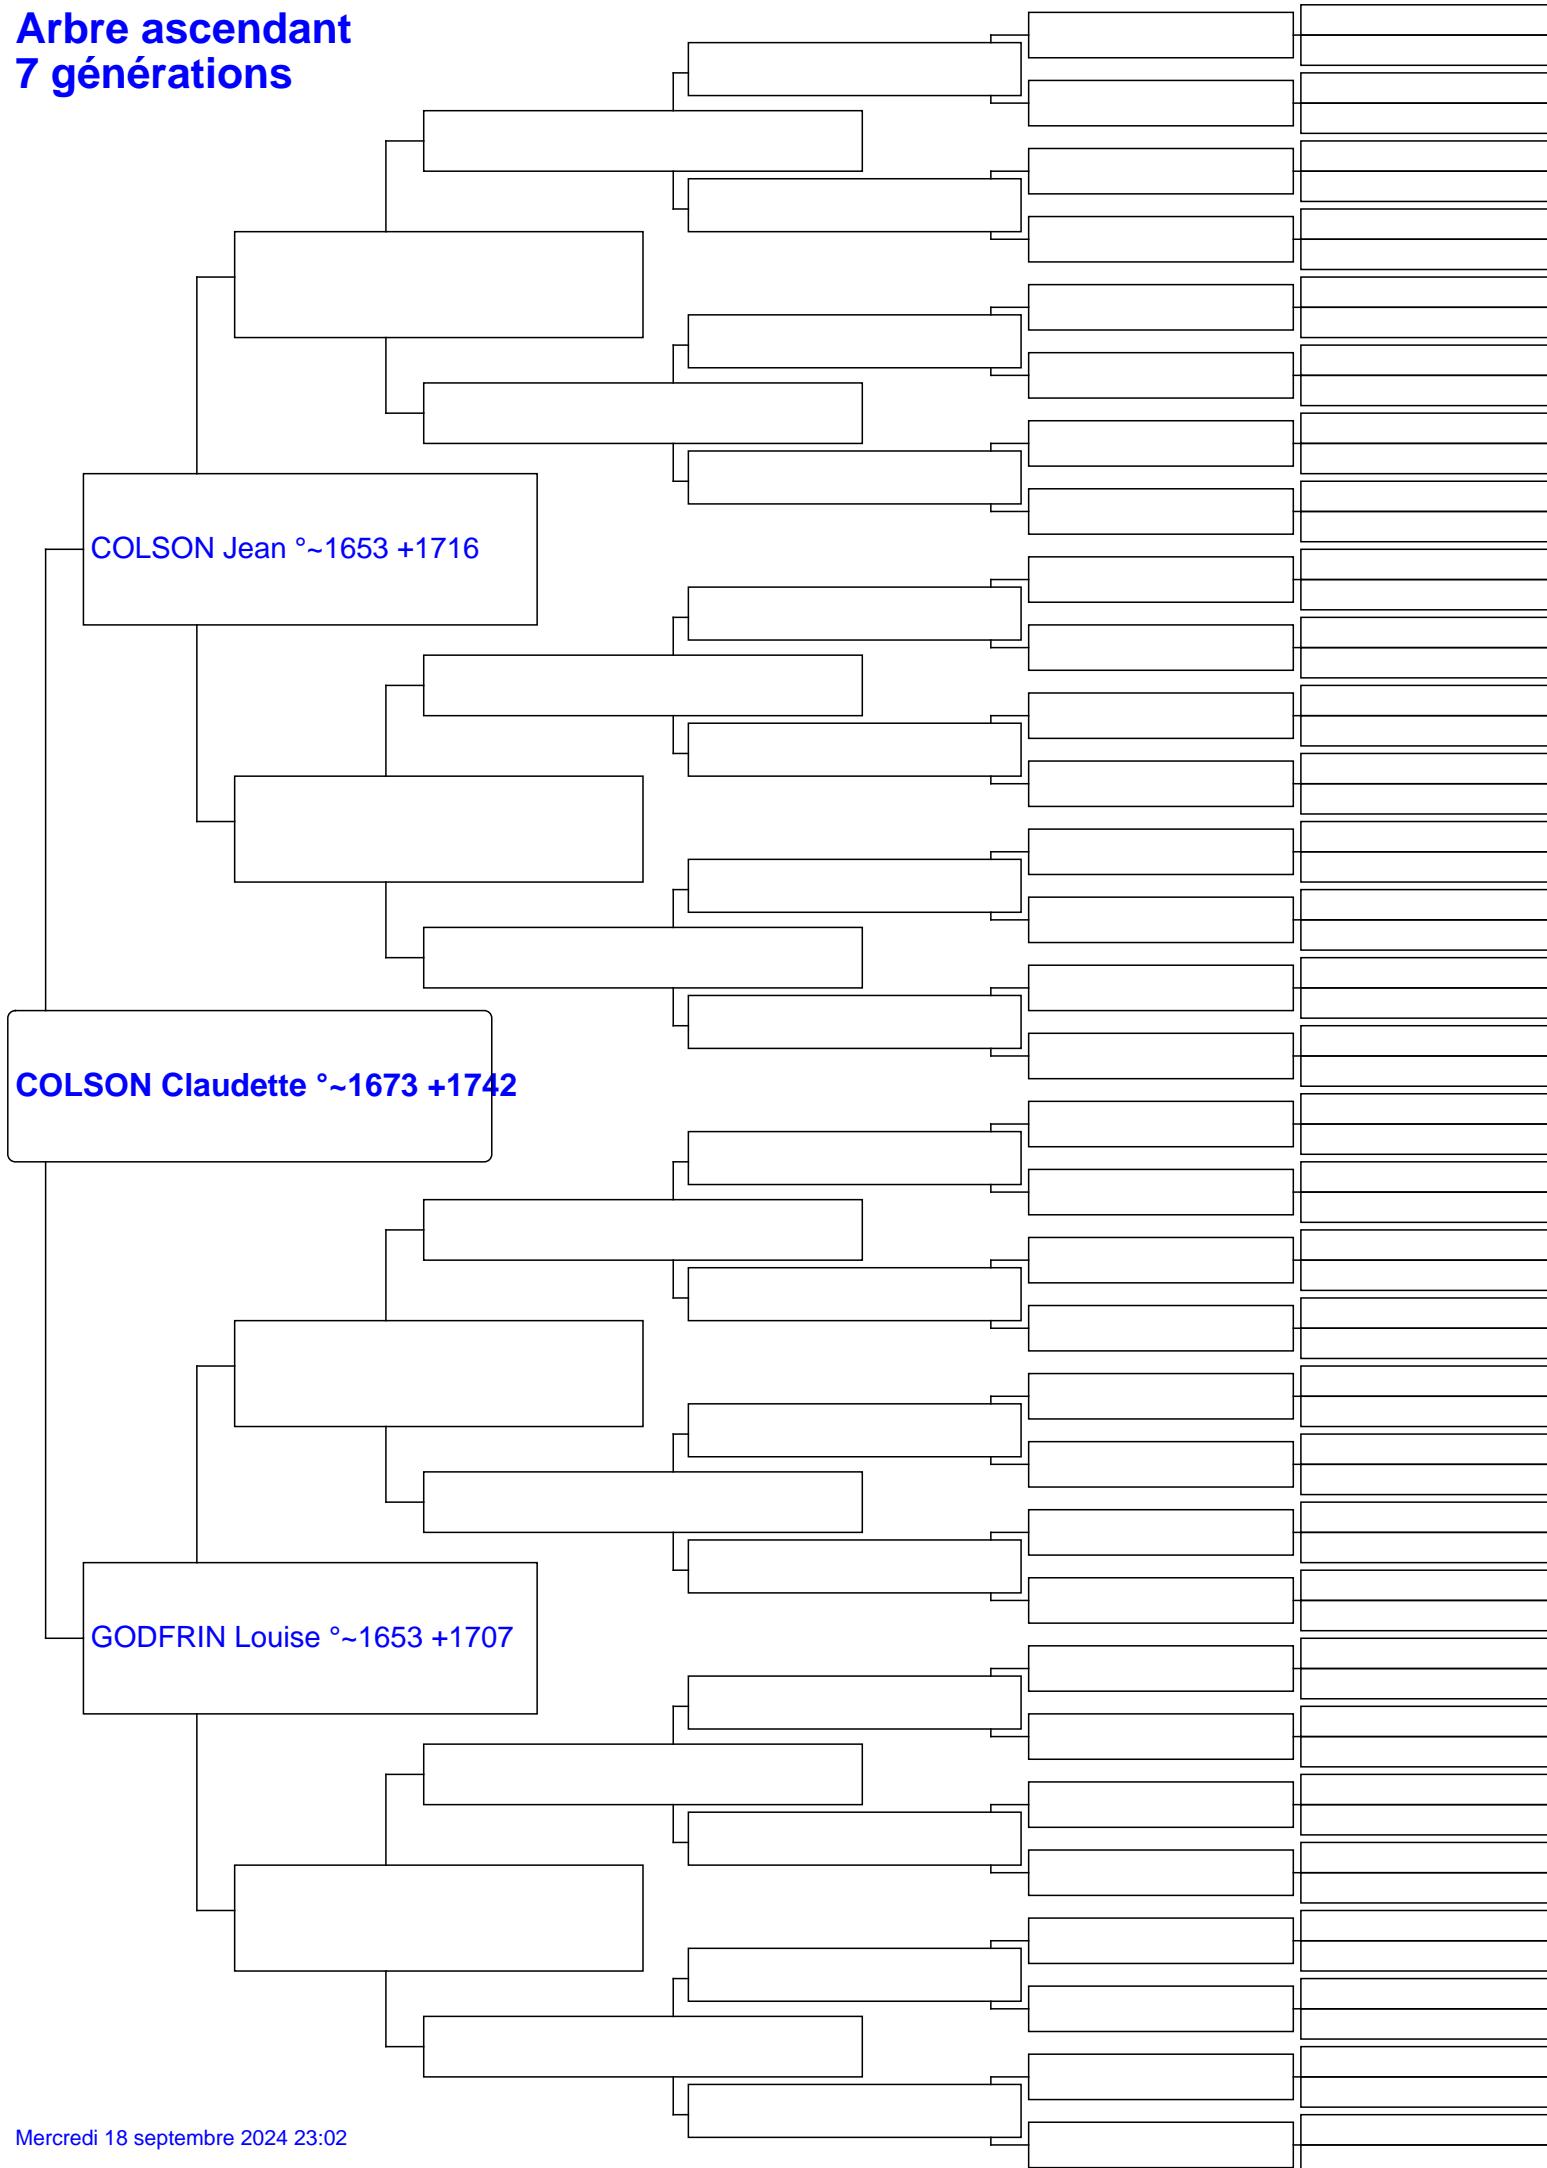 Arbre ascendant
7 générations
COLSON Jean °~1653 +1716
COLSON Claudette °~1673 +1742
GODFRIN Louise °~1653 +1707
Mercredi 18 septembre 2024 23:02